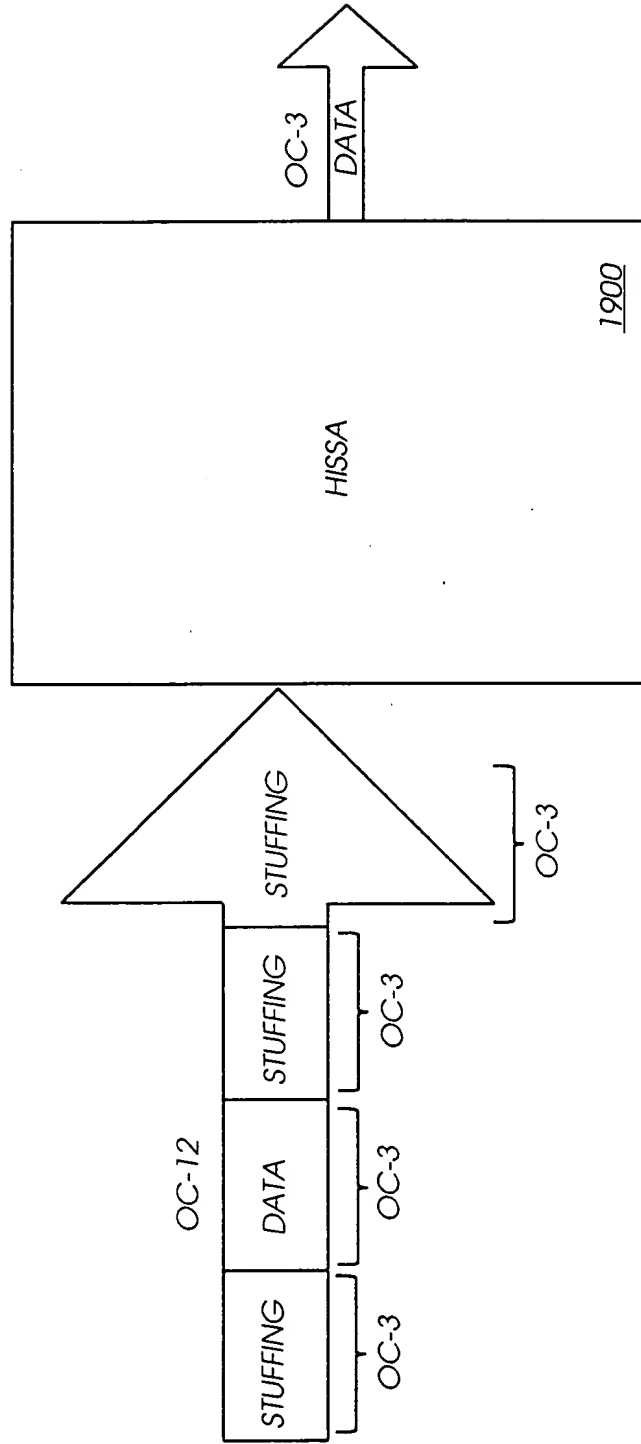 OC-12
STUFFING
DATA
STUFFING
STUFFING
OC-3
OC-3
OC-3
OC-3
HISSA
1900
OC-3
DATA